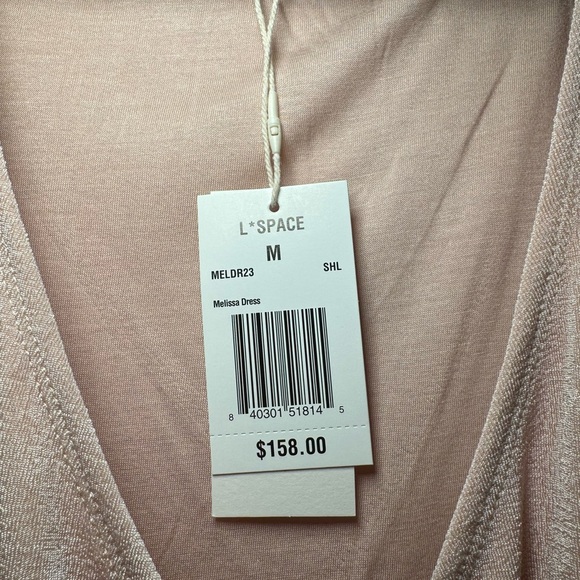 L*SPACE
M
MELDR23 SHL
Melissa Dress
8 40301 51814 5
$158.00